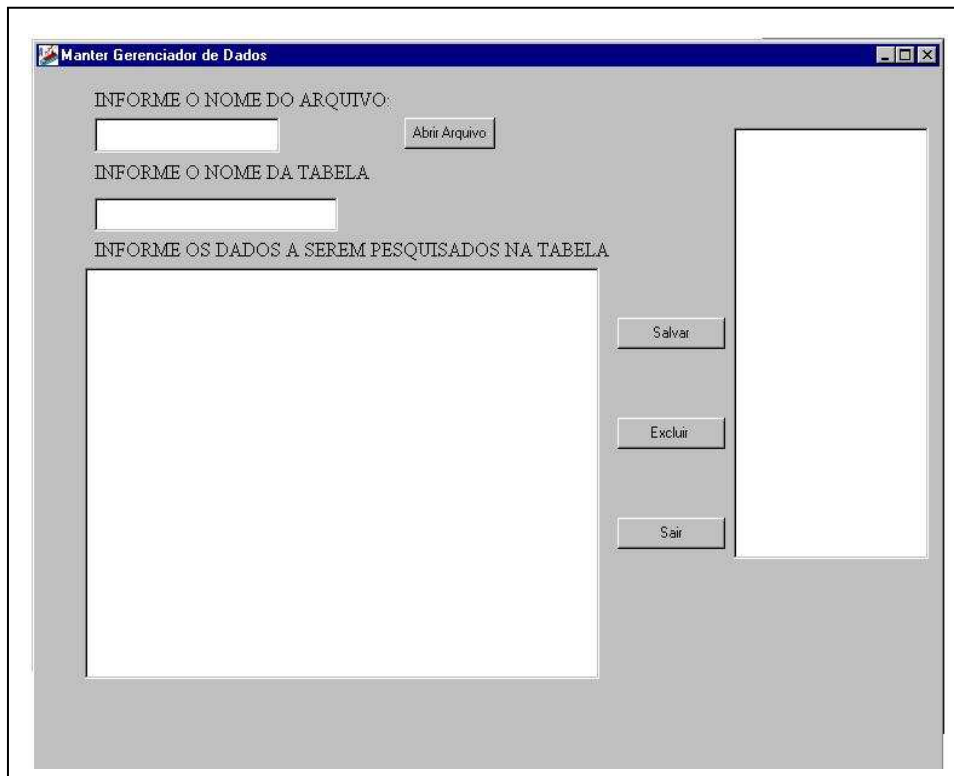 Manter Gerenciador de Dados
INFORME O NOME DO ARQUIVO:
Abrir Arquivo
INFORME O NOME DA TABELA
INFORME OS DADOS A SEREM PESQUISADOS NA TABELA
Salvar
Excluir
Sair